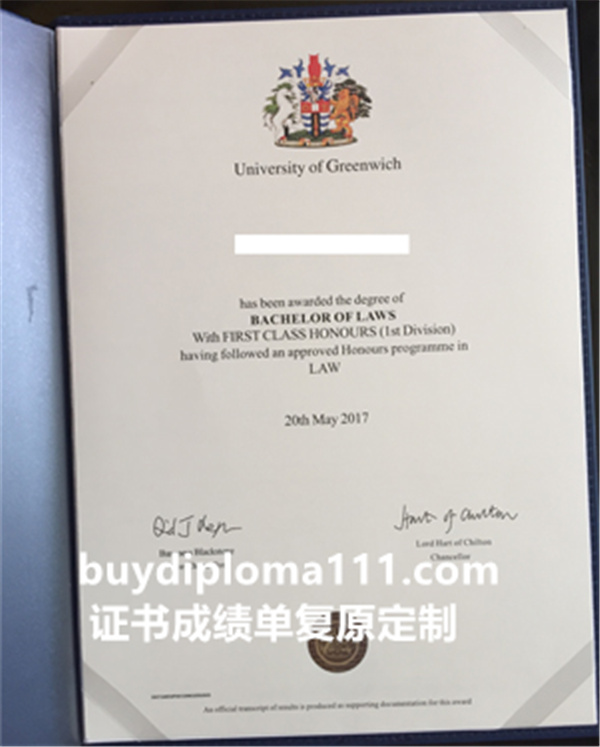 University of Greenwich
has been awarded the degree of
BACHELOR OF LAWS
With FIRST CLASS HONOURS (1st Division)
having followed an approved Honours programme in
LAW
20th May 2017
Hart of Chilton
Lord Hart of Chilton
Chancellor
buydiploma111.com
证书成绩单复原定制
An official transcript of results is produced as supporting documentation for this award